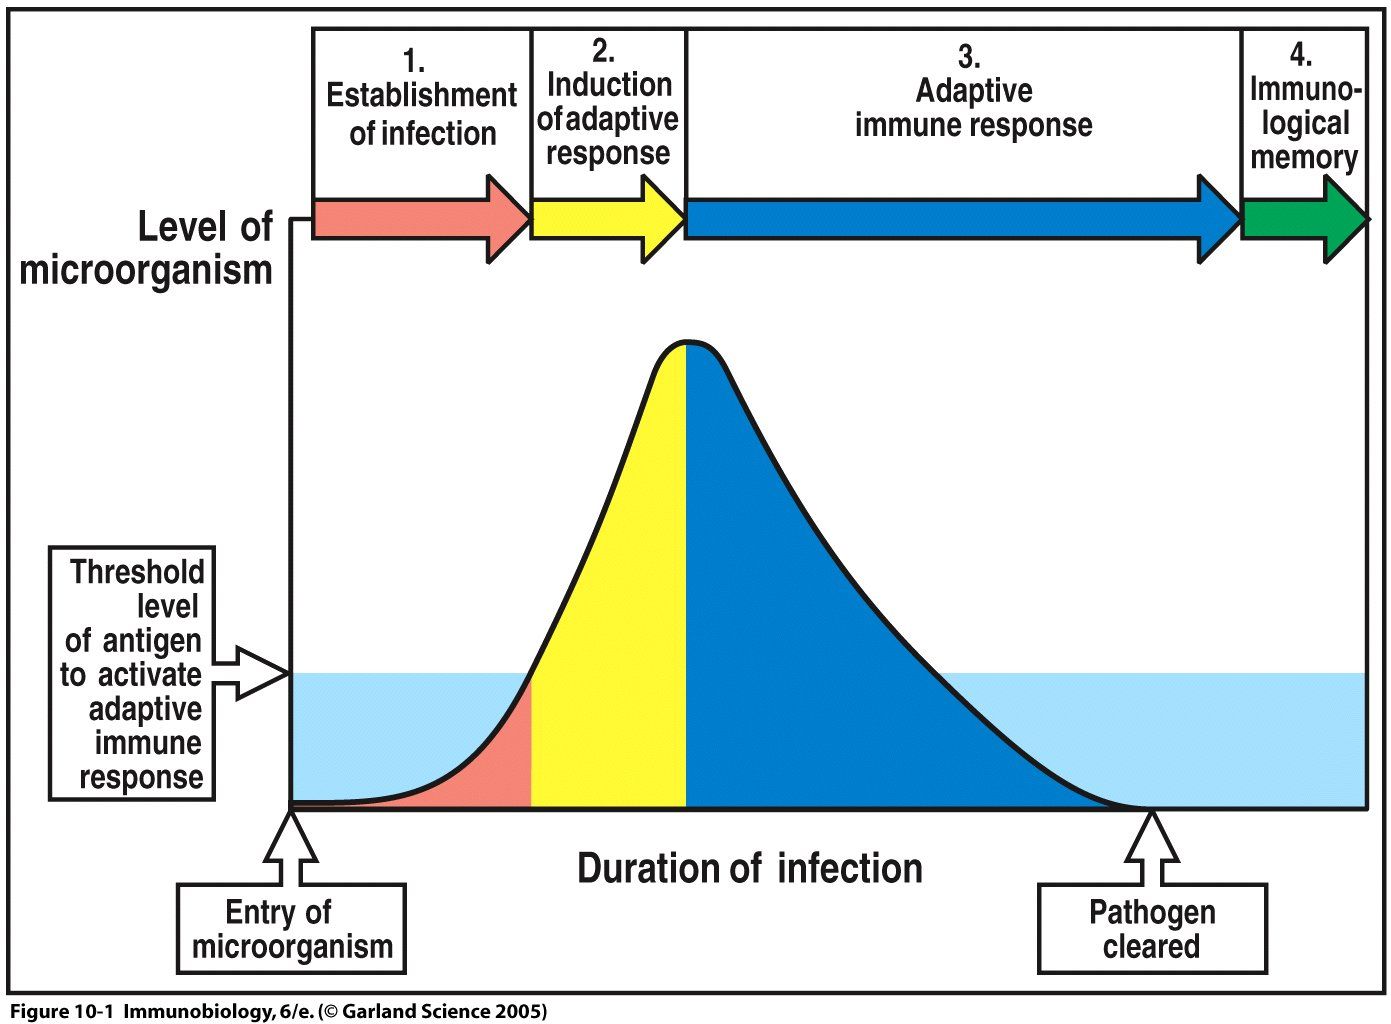 1.
Establishment
of infection
2.
Induction
of adaptive
response
3.
Adaptive
immune response
4.
Immuno-
logical
memory
Level of
microorganism
Threshold
level
of antigen
to activate
adaptive
immune
response
Duration of infection
Entry of
microorganism
Pathogen
cleared
Figure 10-1 Immunobiology, 6/e. (© Garland Science 2005)